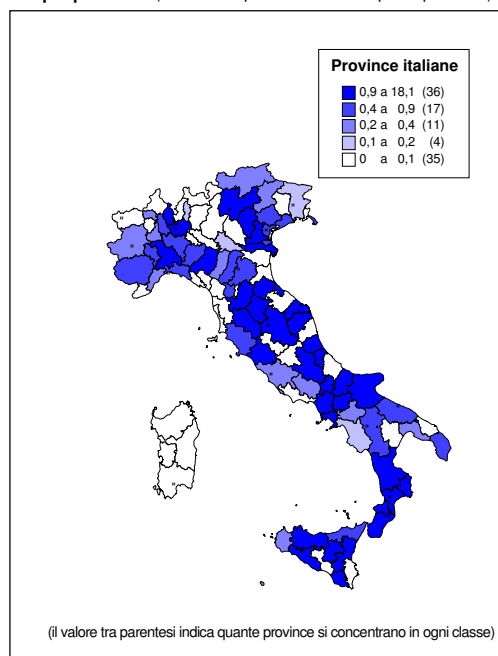 Province italiane
0,9 a 18,1 (36)
0,4 a 0,9 (17)
0,2 a 0,4 (11)
0,1 a 0,2 (4)
0 a 0,1 (35)
(il valore tra parentesi indica quante province si concentrano in ogni classe)